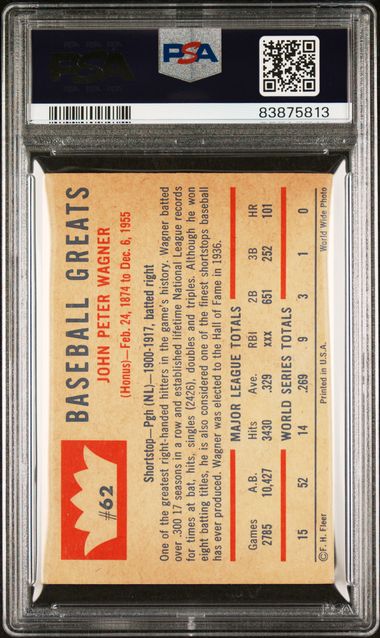 PSA
PSA
83875813
#62
BASEBALL GREATS
JOHN PETER WAGNER
(Honus)—Feb. 24, 1874 to Dec. 6, 1955
Shortstop—Pgh (NL)—1900-1917, batted right
One of the greatest right-handed hitters in the game's history. Wagner batted
over .300 17 seasons in a row and established lifetime National League records
for times at bat, hits, singles (2426), doubles and triples. Although he won
eight batting titles, he is also considered one of the finest shortstops baseball
has ever produced. Wagner was elected to the Hall of Fame in 1936.
MAJOR LEAGUE TOTALS
Games A.B. Hits Ave. RBI 2B 3B HR
2785 10,427 3430 .329 xxx 651 252 101
WORLD SERIES TOTALS
15 52 14 .269 9 3 1 0
©F. H. Fleer Printed in U.S.A. World Wide Photo